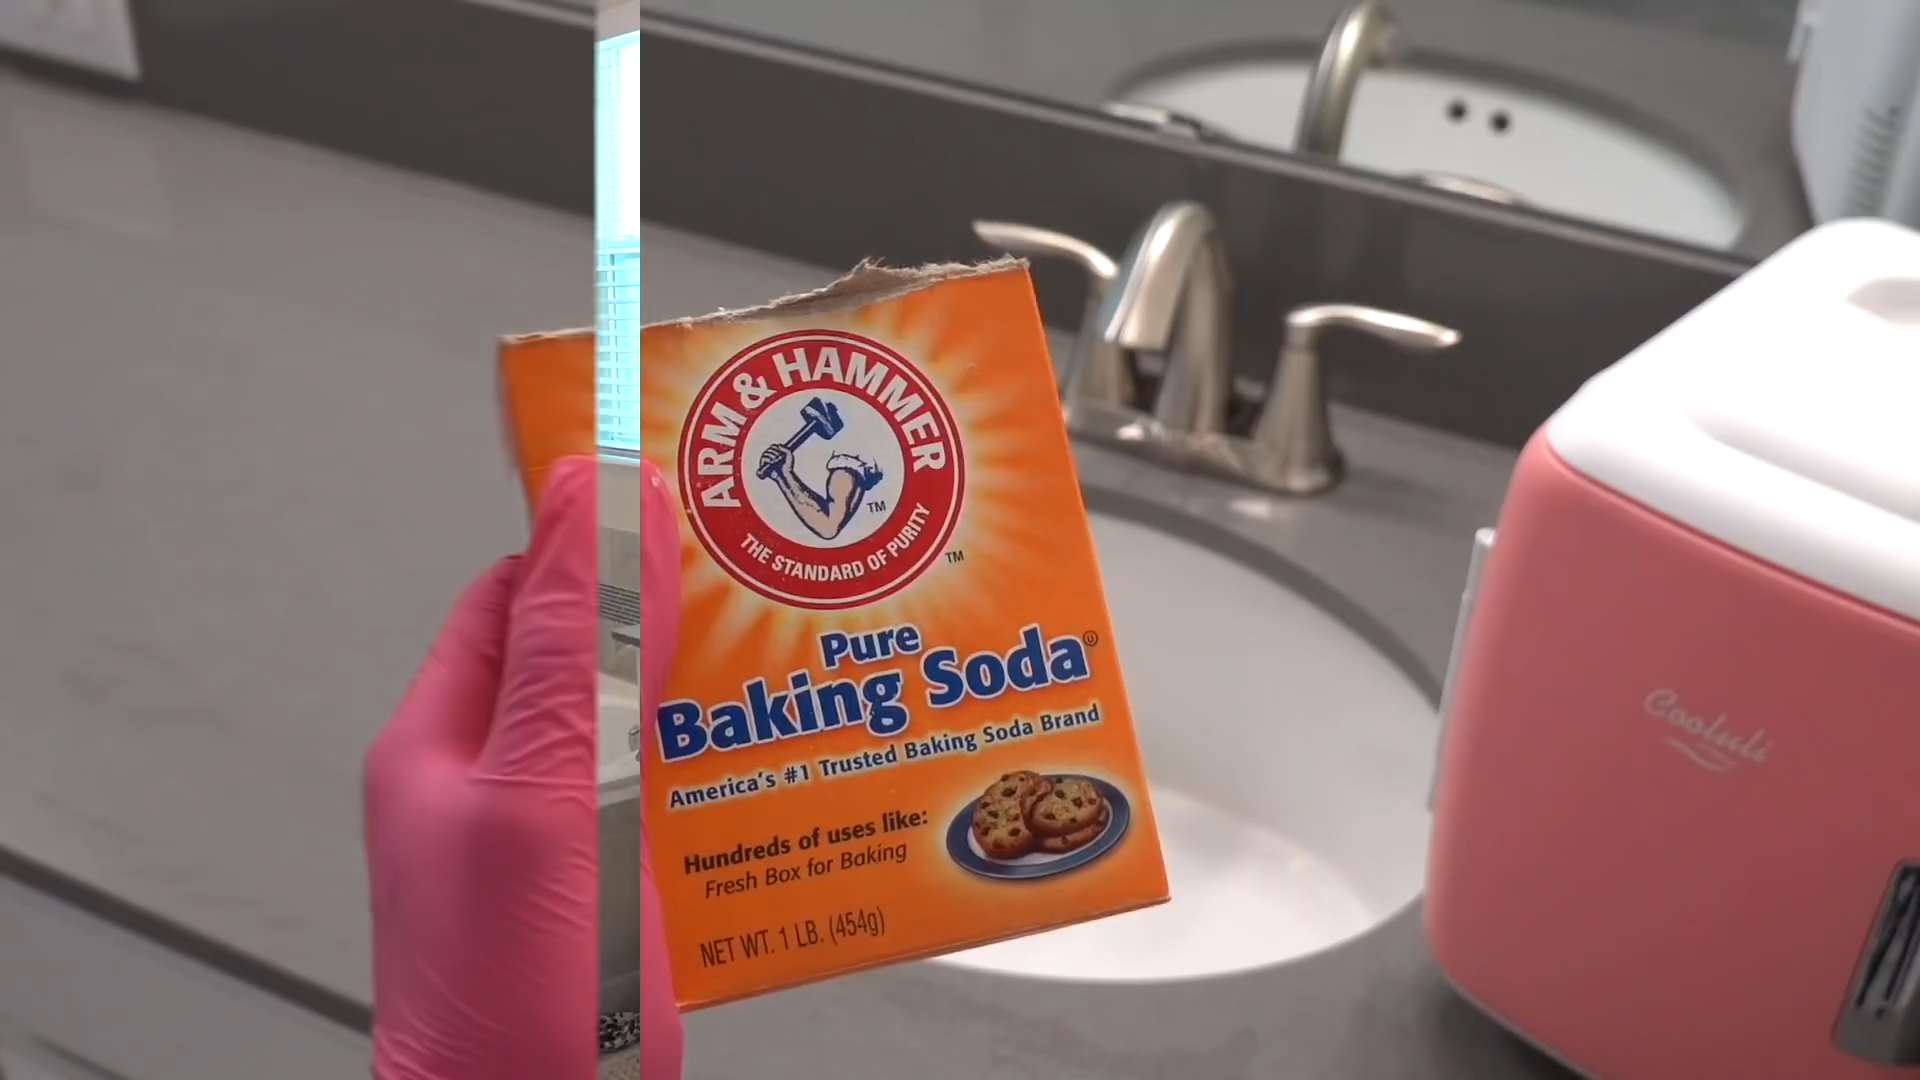 ARM & HAMMER
TM
THE STANDARD OF PURITY
TM
Pure
Baking Soda
America's #1 Trusted Baking Soda Brand
Hundreds of uses like:
Fresh Box for Baking
NET WT. 1 LB. (454g)
Cooluli